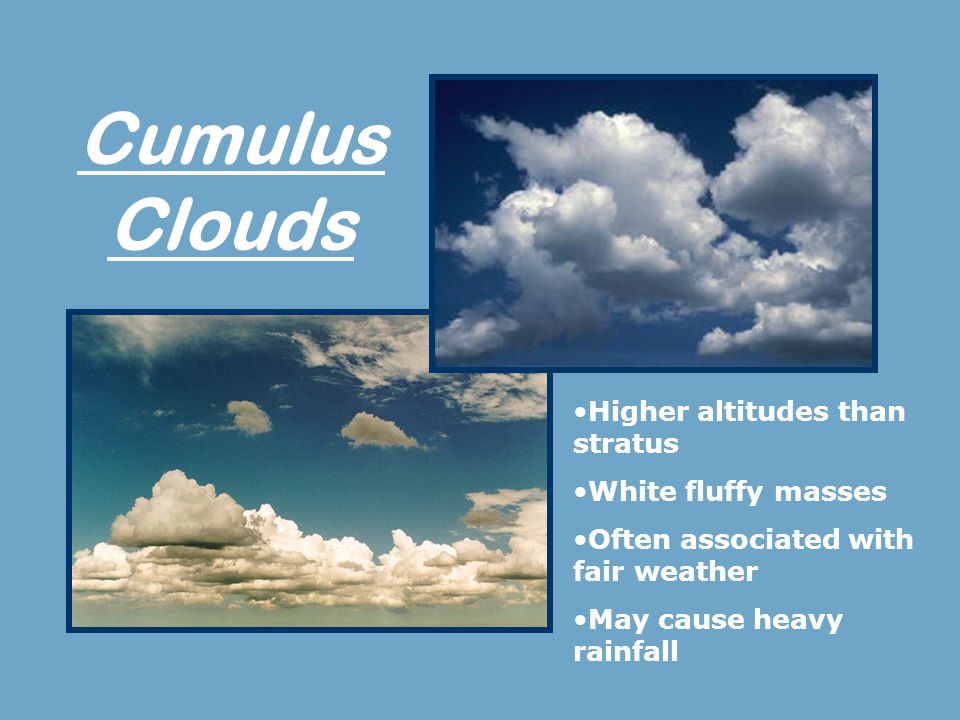 Cumulus
Clouds
•Higher altitudes than
stratus
•White fluffy masses
•Often associated with
fair weather
•May cause heavy
rainfall